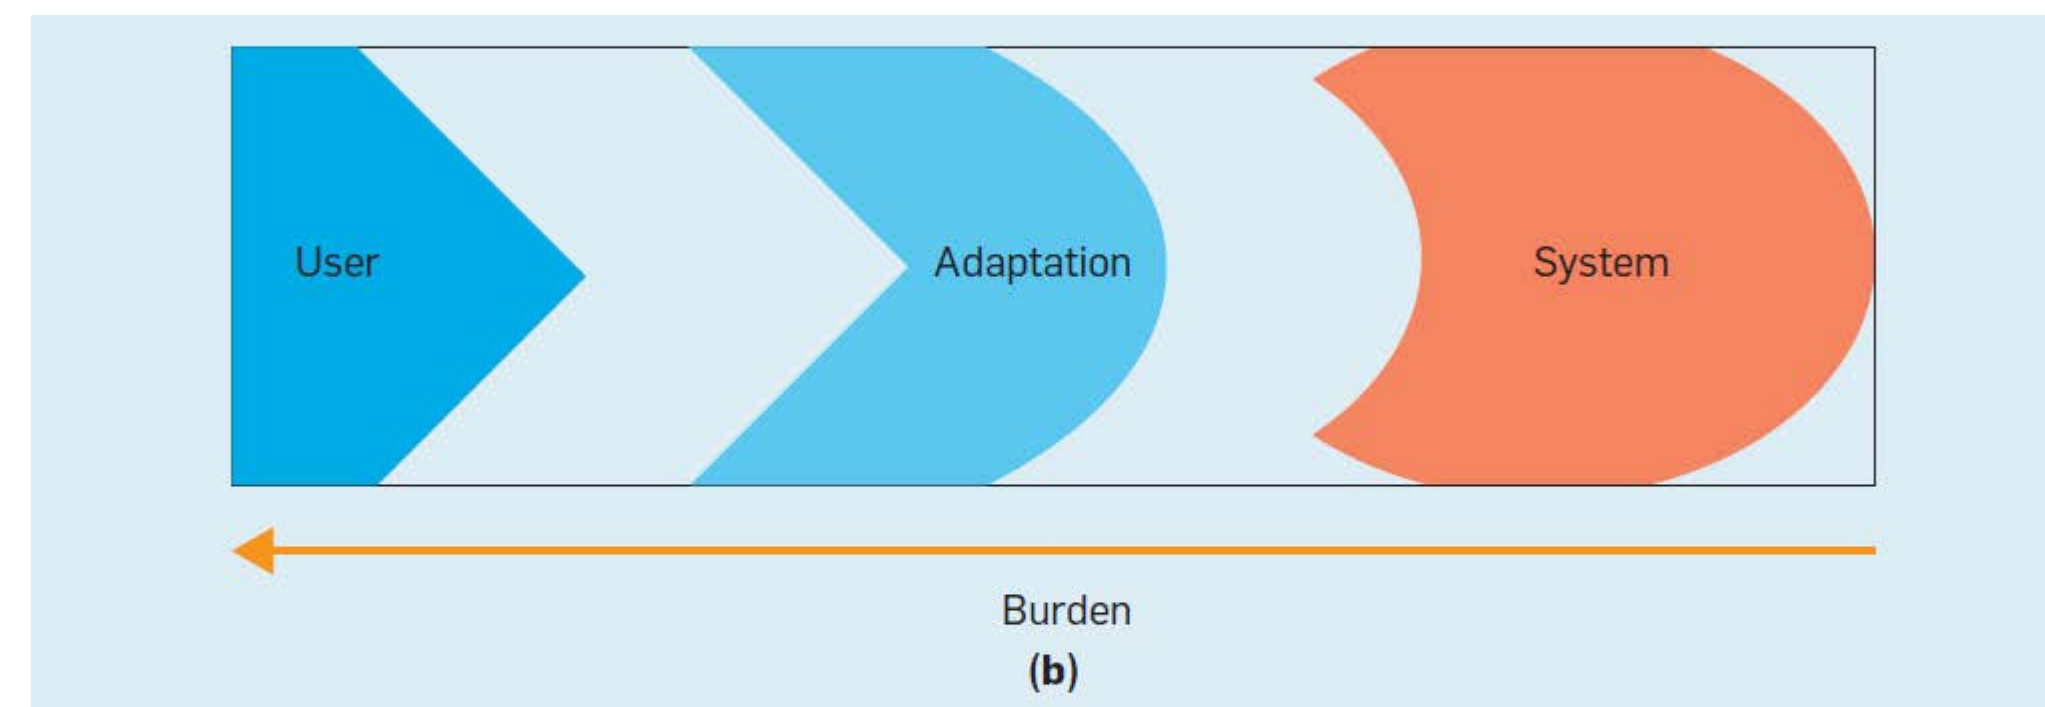 User
Adaptation
System
Burden
(b)